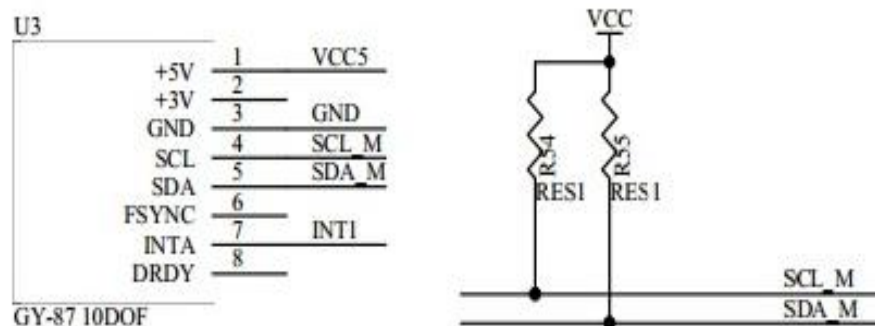 U3
+5V 1 VCC5
+3V 2
GND 3 GND
SCL 4 SCL_M
SDA 5 SDA_M
FSYNC 6
INTA 7 INT1
DRDY 8
GY-87 10DOF
VCC
R54
RES1
R55
RES1
SCL_M
SDA_M